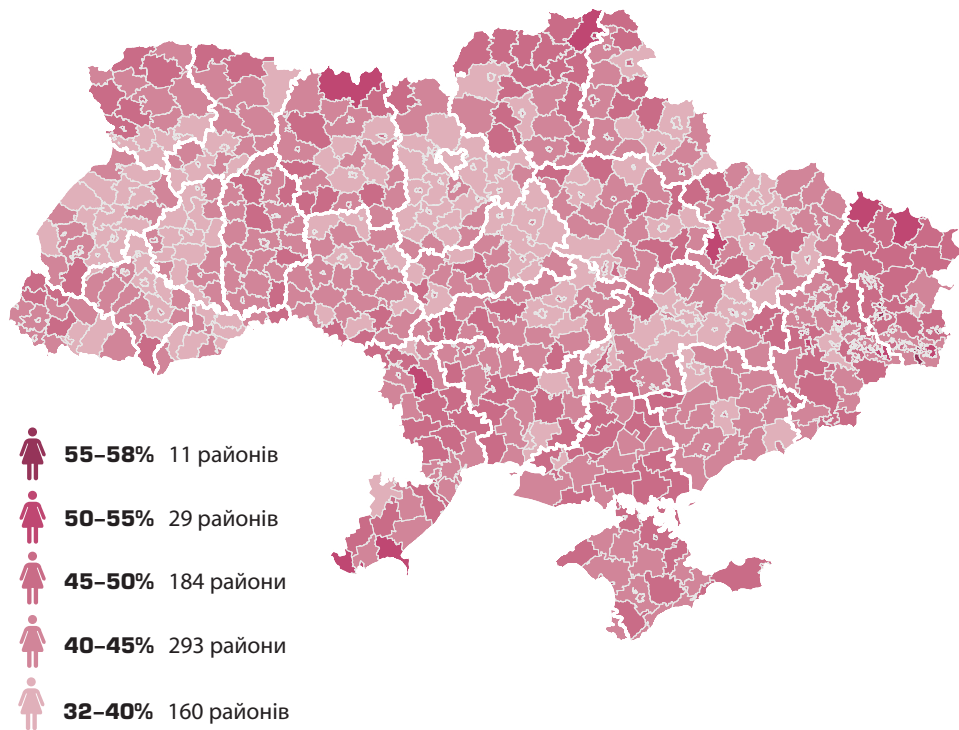 55–58% 11 районів
50–55% 29 районів
45–50% 184 райони
40–45% 293 райони
32–40% 160 районів